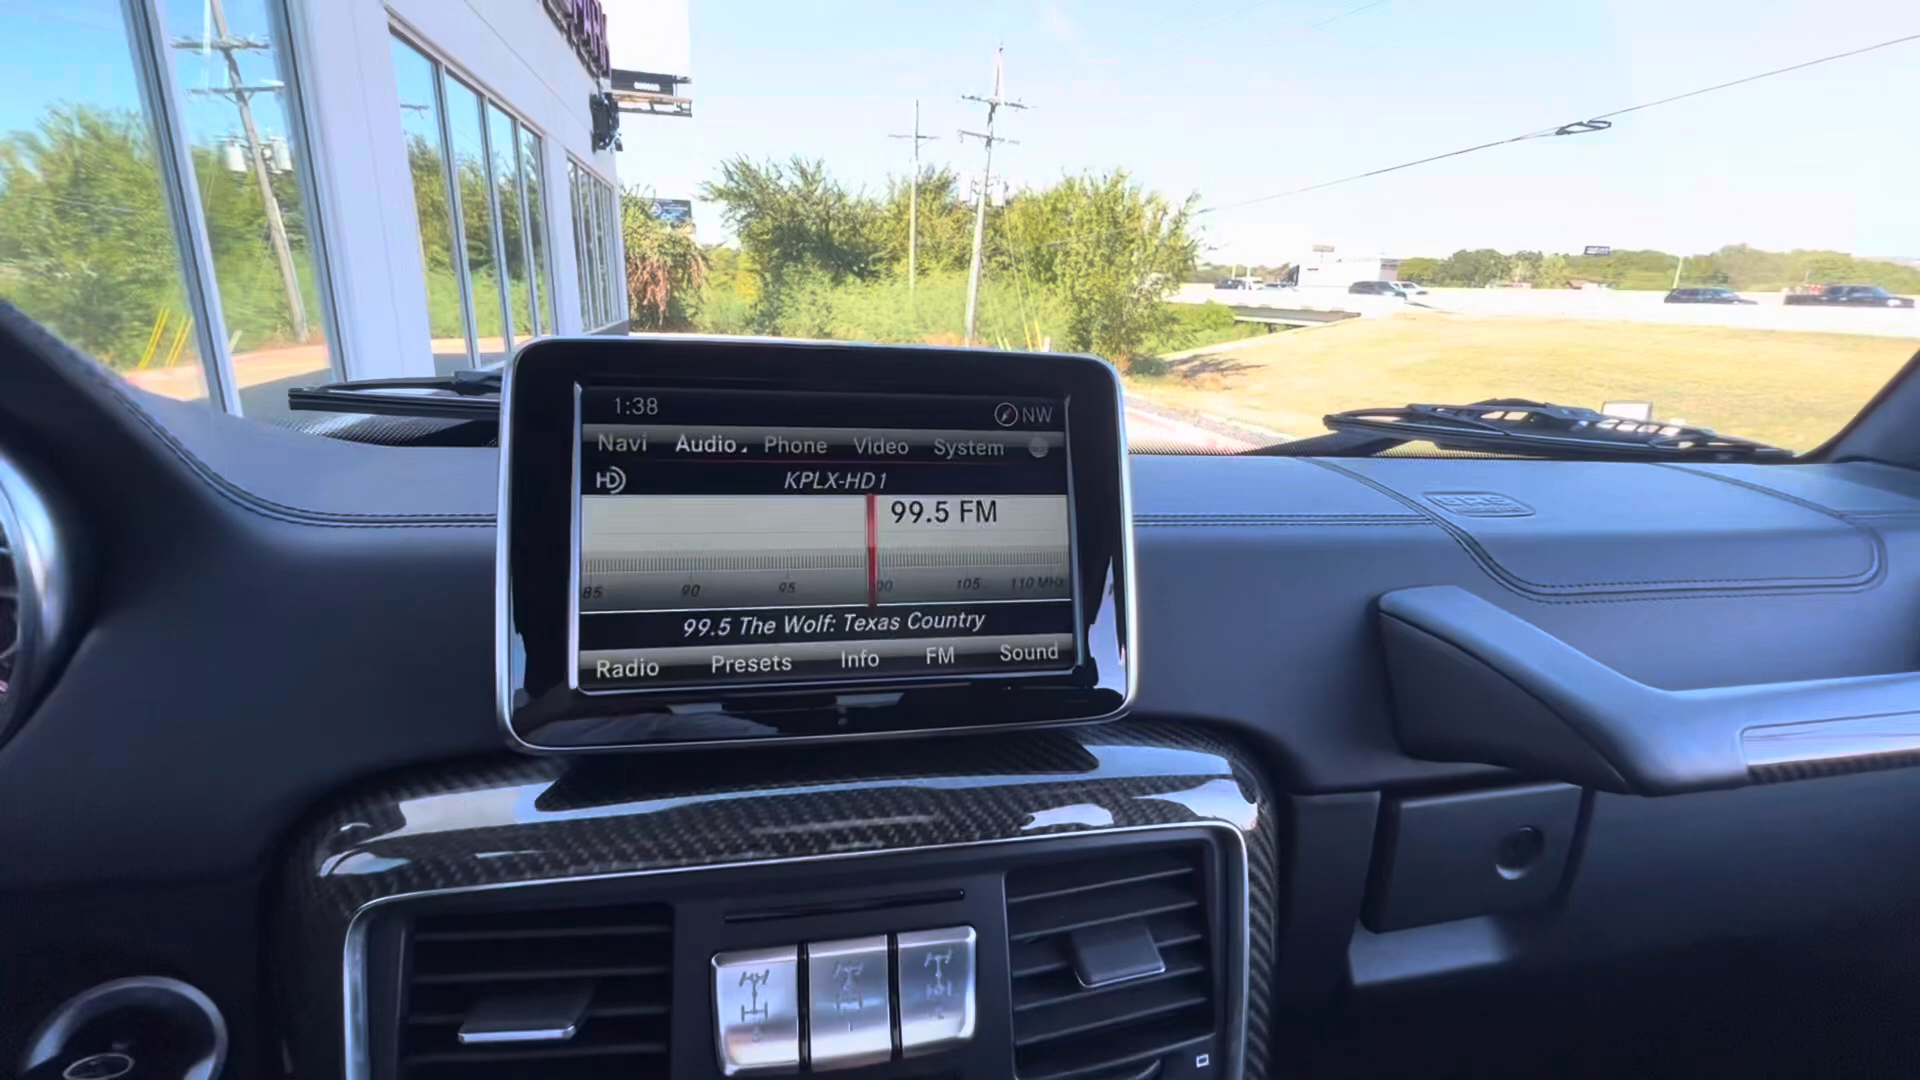 1:38
NW
Navi Audio Phone Video System
HD
KPLX-HD1
99.5 FM
85 90 95 100 105 110 MHz
99.5 The Wolf: Texas Country
Radio Presets Info FM Sound